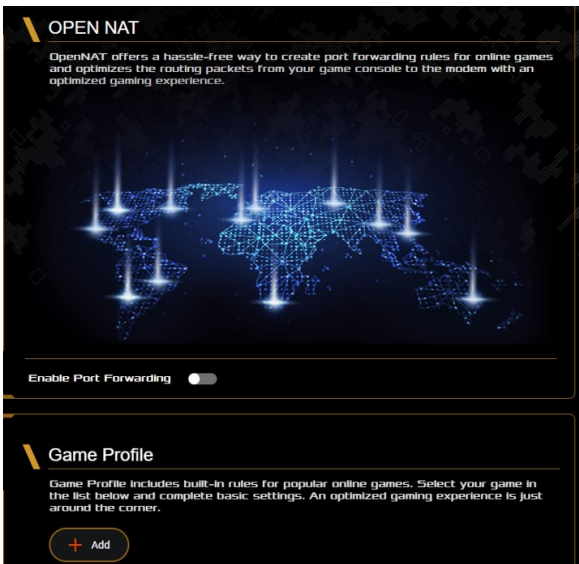 OPEN NAT
OpenNAT offers a hassle-free way to create port forwarding rules for online games
and optimizes the routing packets from your game console to the modem with an
optimized gaming experience.
Enable Port Forwarding
Game Profile
Game Profile includes built-in rules for popular online games. Select your game in
the list below and complete basic settings. An optimized gaming experience is just
around the corner.
+ Add